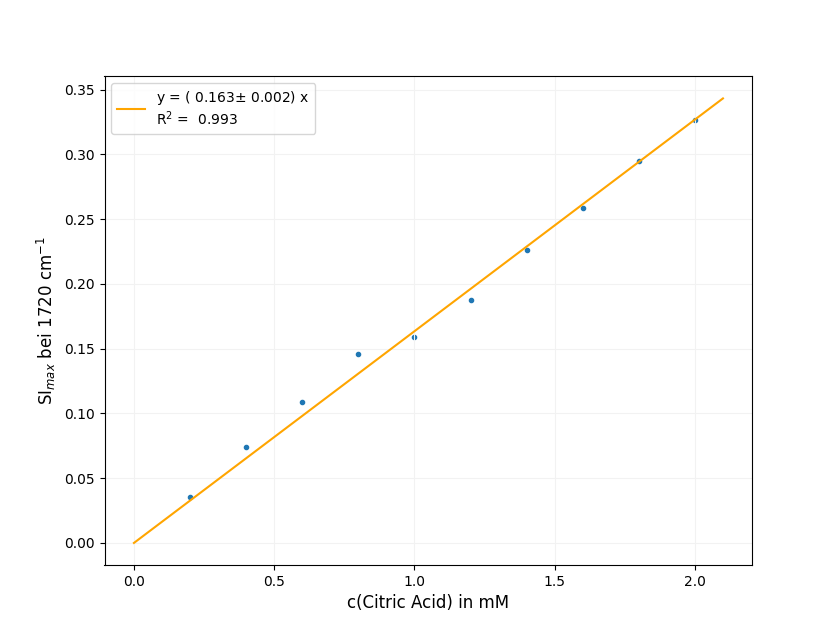 y = ( 0.163± 0.002) x
R² = 0.993
0.35
0.30
0.25
0.20
0.15
0.10
0.05
0.00
SI_max bei 1720 cm⁻¹
0.0 0.5 1.0 1.5 2.0
c(Citric Acid) in mM